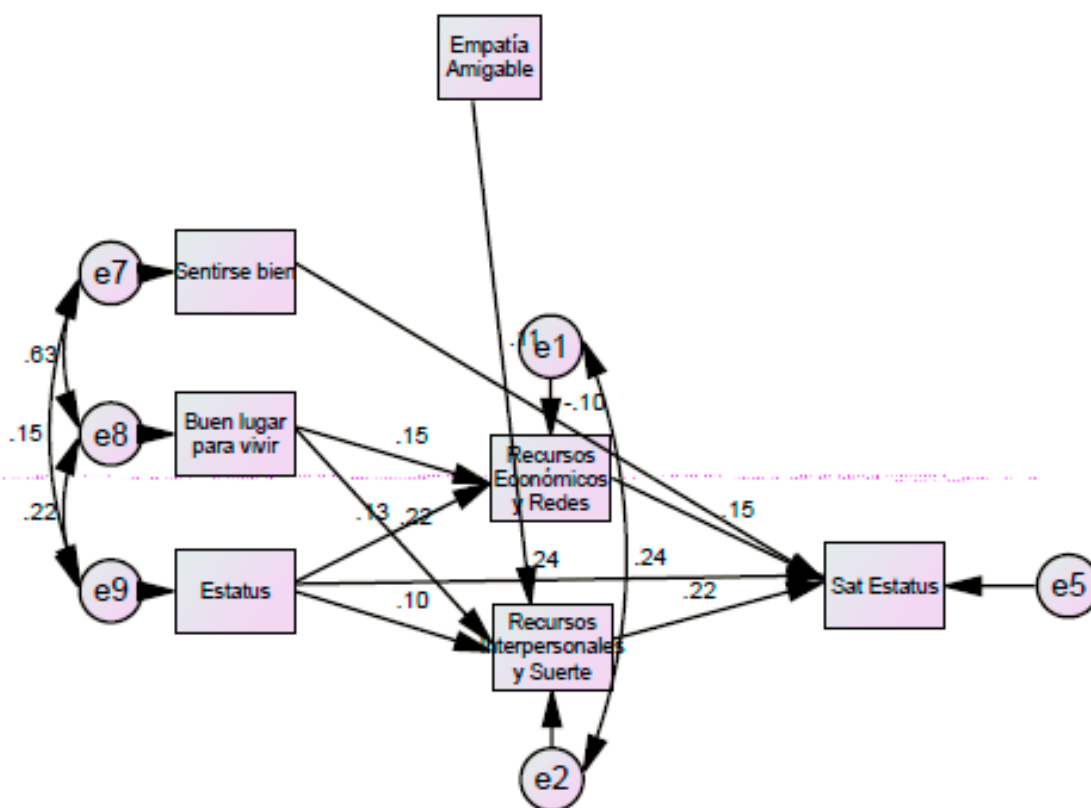 Empatía
Amigable
e7
Sentirse bien
.63
.11
e1
-.10
e8
Buen lugar
para vivir
.15
.15
Recursos
Económicos
y Redes
.22
.13
.22
.15
e9
Estatus
.24
.24
.10
.22
Sat Estatus
e5
Recursos
Interpersonales
y Suerte
e2